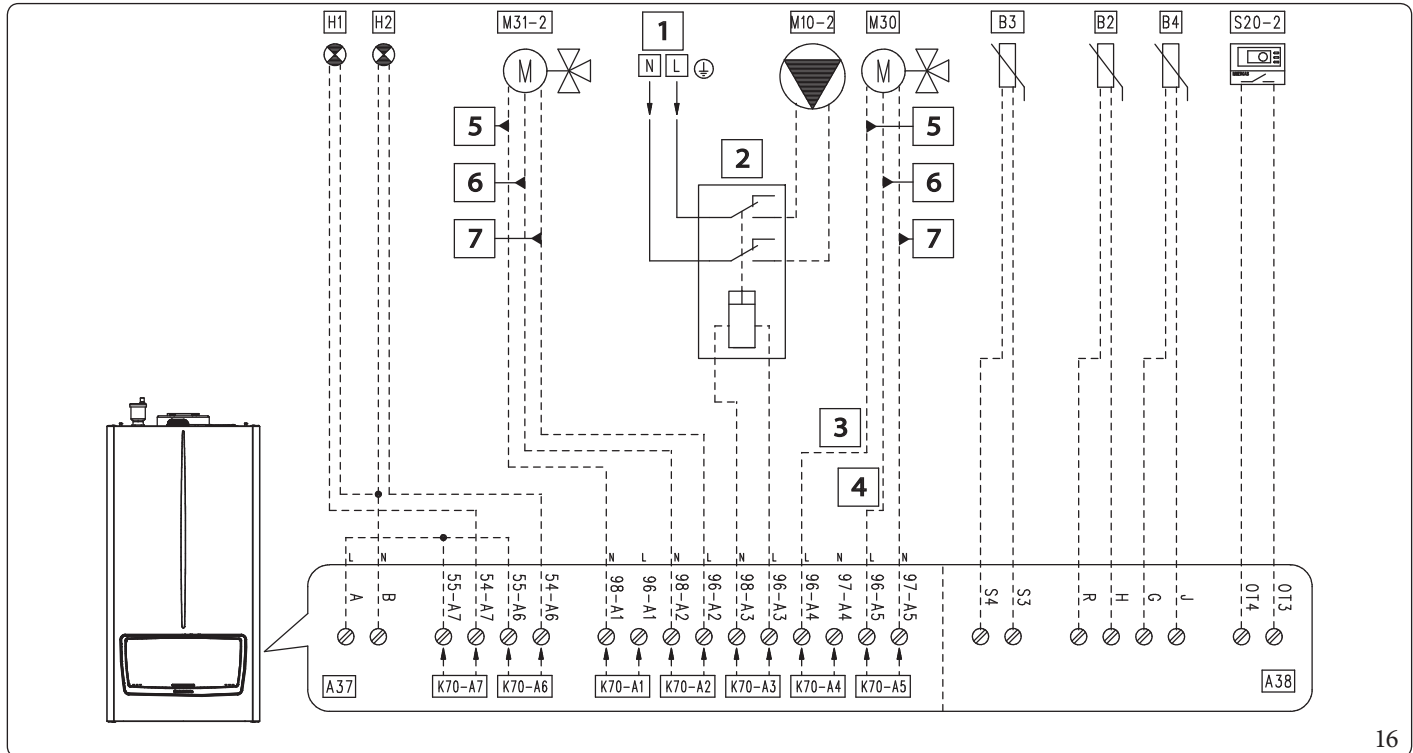 H1 H2 M31-2 1 M10-2 M30 B3 B2 B4 S20-2
N L
M M
5 5
2
6 6
7 7
3
4
L N N L N L N L L N L N
A B 55-A7 54-A7 55-A6 54-A6 98-A1 96-A1 98-A2 96-A2 98-A3 96-A3 96-A4 97-A4 96-A5 97-A5 S4 S3 R H G J OT4 OT3
A37 K70-A7 K70-A6 K70-A1 K70-A2 K70-A3 K70-A4 K70-A5 A38
16